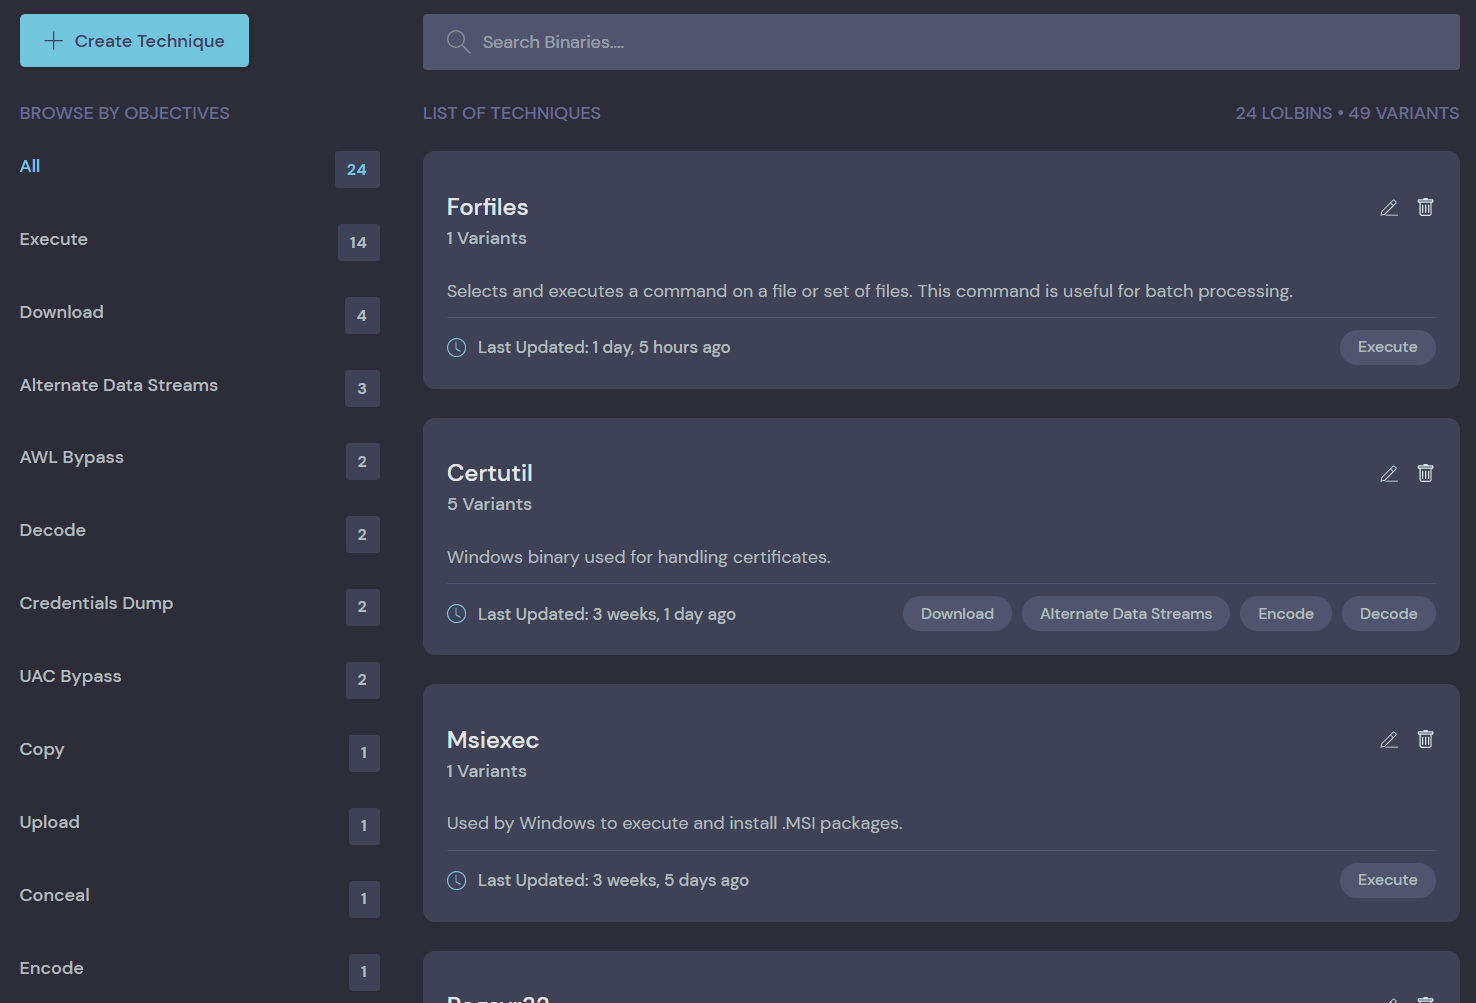 Create Technique
Search Binaries....
BROWSE BY OBJECTIVES
All 24
Execute 14
Download 4
Alternate Data Streams 3
AWL Bypass 2
Decode 2
Credentials Dump 2
UAC Bypass 2
Copy 1
Upload 1
Conceal 1
Encode 1
LIST OF TECHNIQUES
24 LOLBINS • 49 VARIANTS
Forfiles
1 Variants
Selects and executes a command on a file or set of files. This command is useful for batch processing.
Last Updated: 1 day, 5 hours ago
Execute
Certutil
5 Variants
Windows binary used for handling certificates.
Last Updated: 3 weeks, 1 day ago
Download Alternate Data Streams Encode Decode
Msiexec
1 Variants
Used by Windows to execute and install .MSI packages.
Last Updated: 3 weeks, 5 days ago
Execute